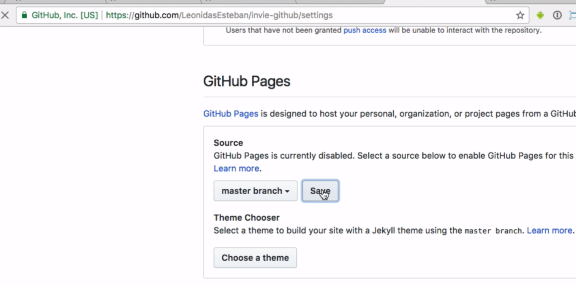 GitHub, Inc. [US] | https://github.com/LeonidasEsteban/invie-github/settings
Users that have not been granted push access will be unable to interact with the repository.
GitHub Pages
GitHub Pages is designed to host your personal, organization, or project pages from a GitHub
Source
GitHub Pages is currently disabled. Select a source below to enable GitHub Pages for this
Learn more.
master branch Save
Theme Chooser
Select a theme to build your site with a Jekyll theme using the master branch. Learn more.
Choose a theme